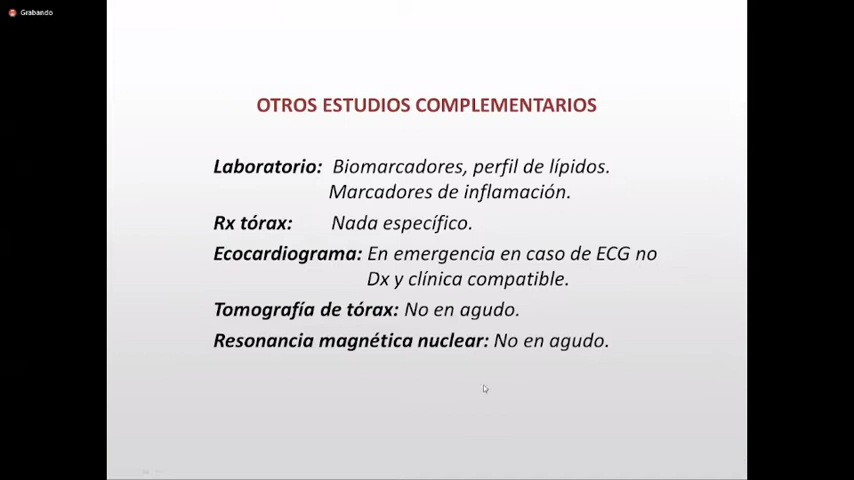 Grabando
OTROS ESTUDIOS COMPLEMENTARIOS
Laboratorio: Biomarcadores, perfil de lípidos.
Marcadores de inflamación.
Rx tórax: Nada específico.
Ecocardiograma: En emergencia en caso de ECG no
Dx y clínica compatible.
Tomografía de tórax: No en agudo.
Resonancia magnética nuclear: No en agudo.